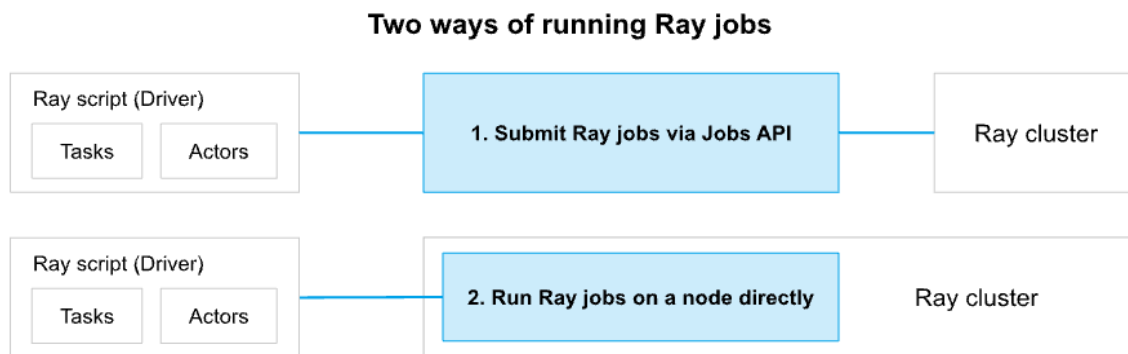 Two ways of running Ray jobs
Ray script (Driver)
Tasks
Actors
1. Submit Ray jobs via Jobs API
Ray cluster
Ray script (Driver)
Tasks
Actors
2. Run Ray jobs on a node directly
Ray cluster